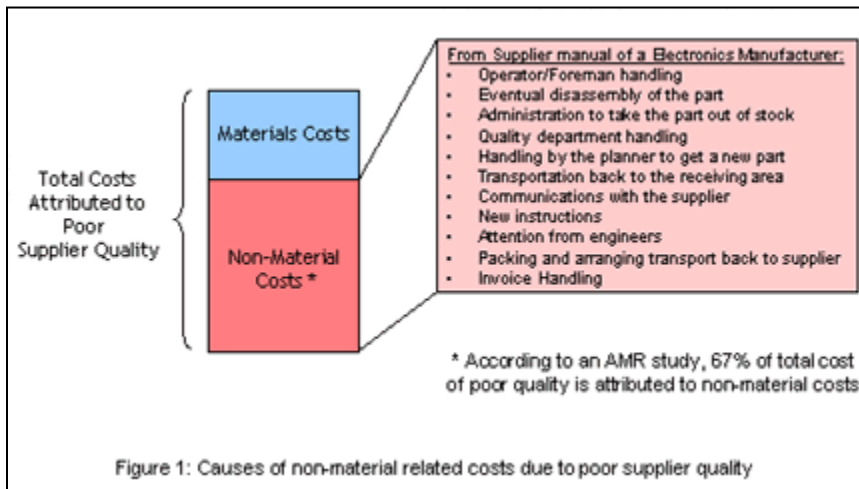 Total Costs
Attributed to
Poor
Supplier Quality
Materials Costs
Non-Material
Costs *
From Supplier manual of a Electronics Manufacturer:
• Operator/Foreman handling
• Eventual disassembly of the part
• Administration to take the part out of stock
• Quality department handling
• Handling by the planner to get a new part
• Transportation back to the receiving area
• Communications with the supplier
• New instructions
• Attention from engineers
• Packing and arranging transport back to supplier
• Invoice Handling
* According to an AMR study, 67% of total cost
of poor quality is attributed to non-material costs
Figure 1: Causes of non-material related costs due to poor supplier quality